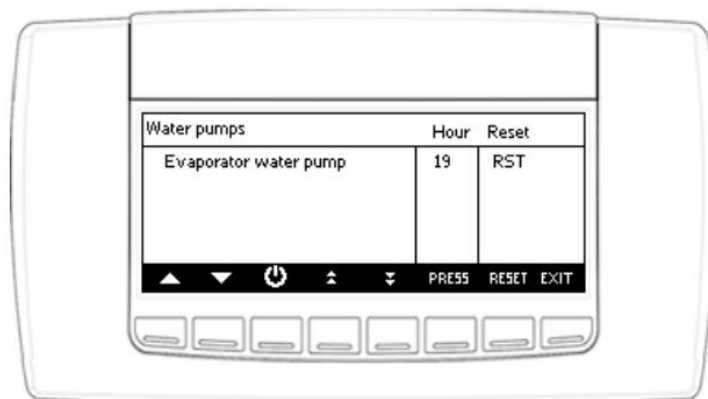 Water pumps Hour Reset
Evaporator water pump 19 RST
PRESS RESET EXIT